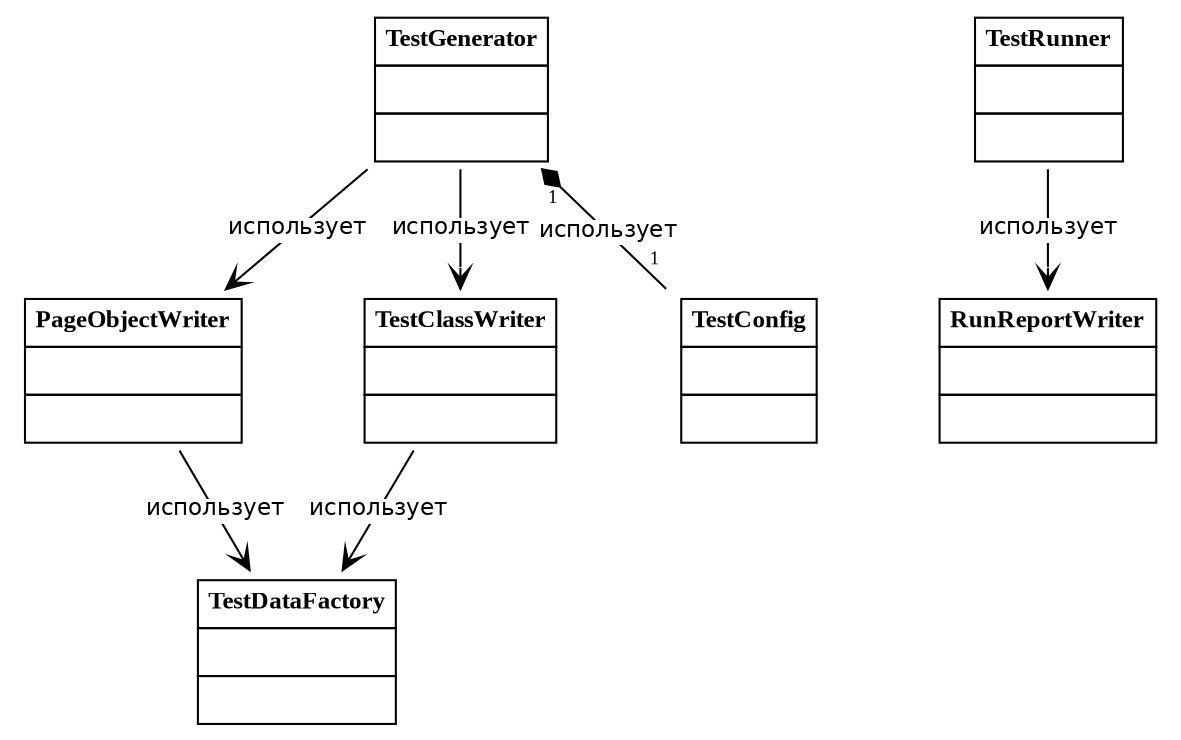 TestGenerator
TestRunner
1
использует
использует
использует
использует
1
PageObjectWriter
TestClassWriter
TestConfig
RunReportWriter
использует
использует
TestDataFactory